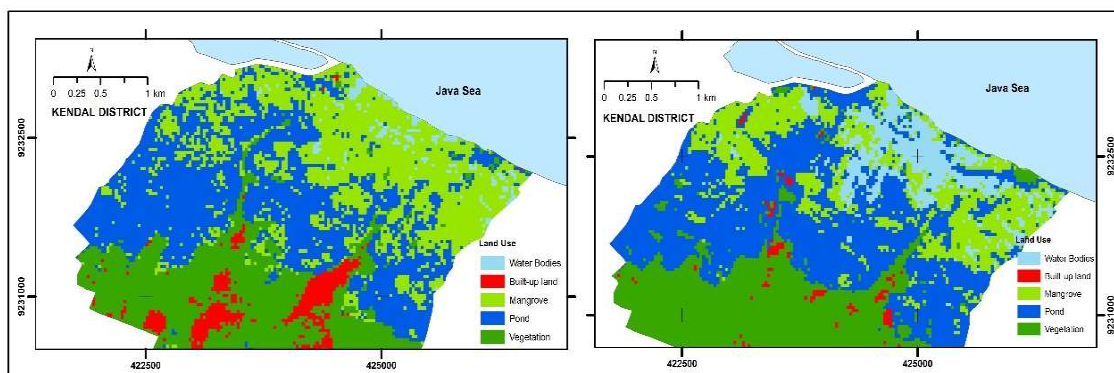 N
0 0.25 0.5 1 km
KENDAL DISTRICT
Java Sea
9232500
9231000
Land Use
Water Bodies
Built-up land
Mangrove
Pond
Vegetation
422500 425000
N
0 0.25 0.5 1 km
KENDAL DISTRICT
Java Sea
9232500
9231000
Land Use
Water Bodies
Built-up land
Mangrove
Pond
Vegetation
422500 425000